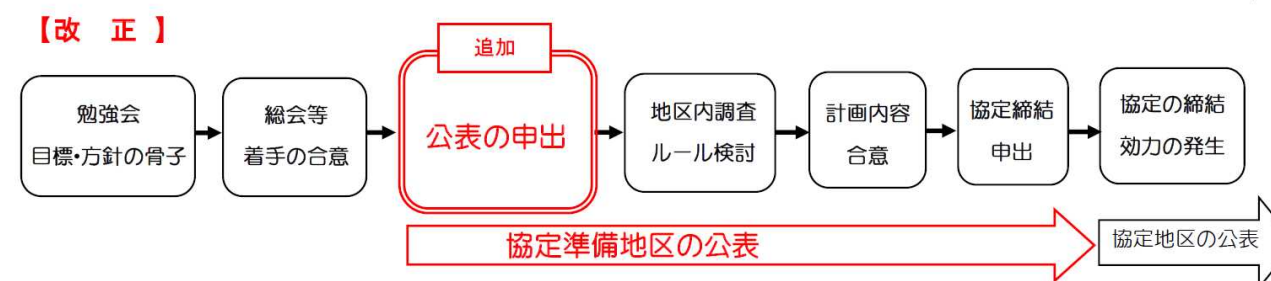 【改 正】
追加
勉強会
目標・方針の骨子
総会等
着手の合意
公表の申出
地区内調査
ルール検討
計画内容
合意
協定締結
申出
協定の締結
効力の発生
協定準備地区の公表
協定地区の公表